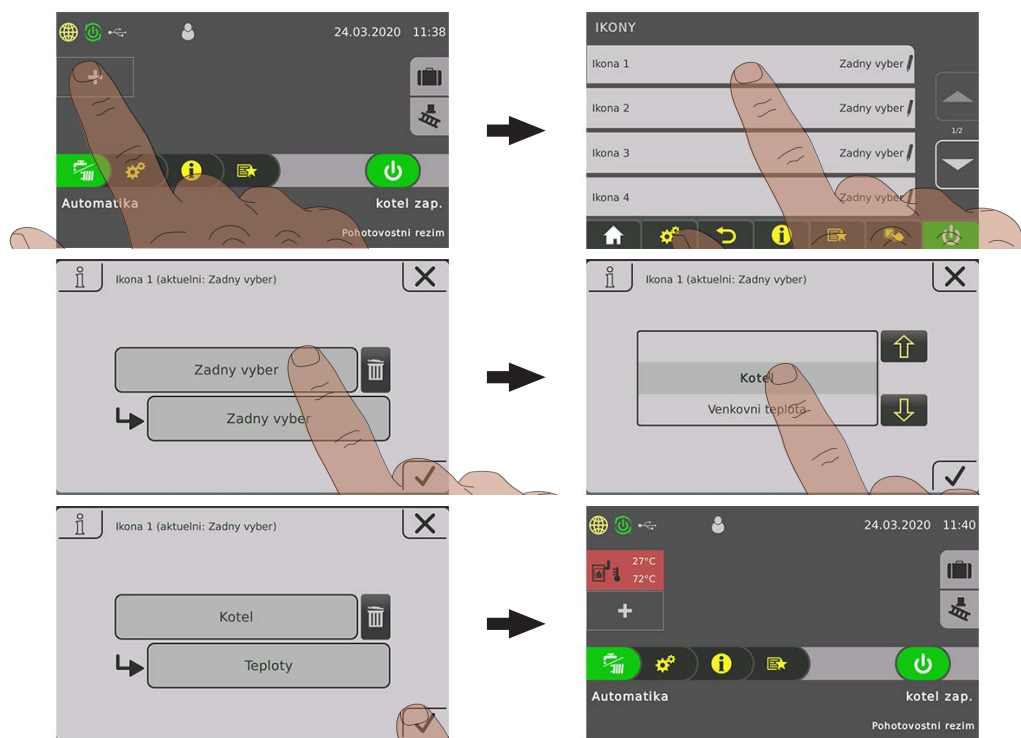 24.03.2020 11:38
Automatika
kotel zap.
Pohotovostni rezim
IKONY
Ikona 1 Zadny vyber
Ikona 2 Zadny vyber
1/2
Ikona 3 Zadny vyber
Ikona 4 Zadny vyber
Ikona 1 (aktuelni: Zadny vyber)
Zadny vyber
Zadny vyber
Ikona 1 (aktuelni: Zadny vyber)
Kotel
Venkovni teplota
Ikona 1 (aktuelni: Zadny vyber)
Kotel
Teploty
24.03.2020 11:40
27°C
72°C
Automatika
kotel zap.
Pohotovostni rezim